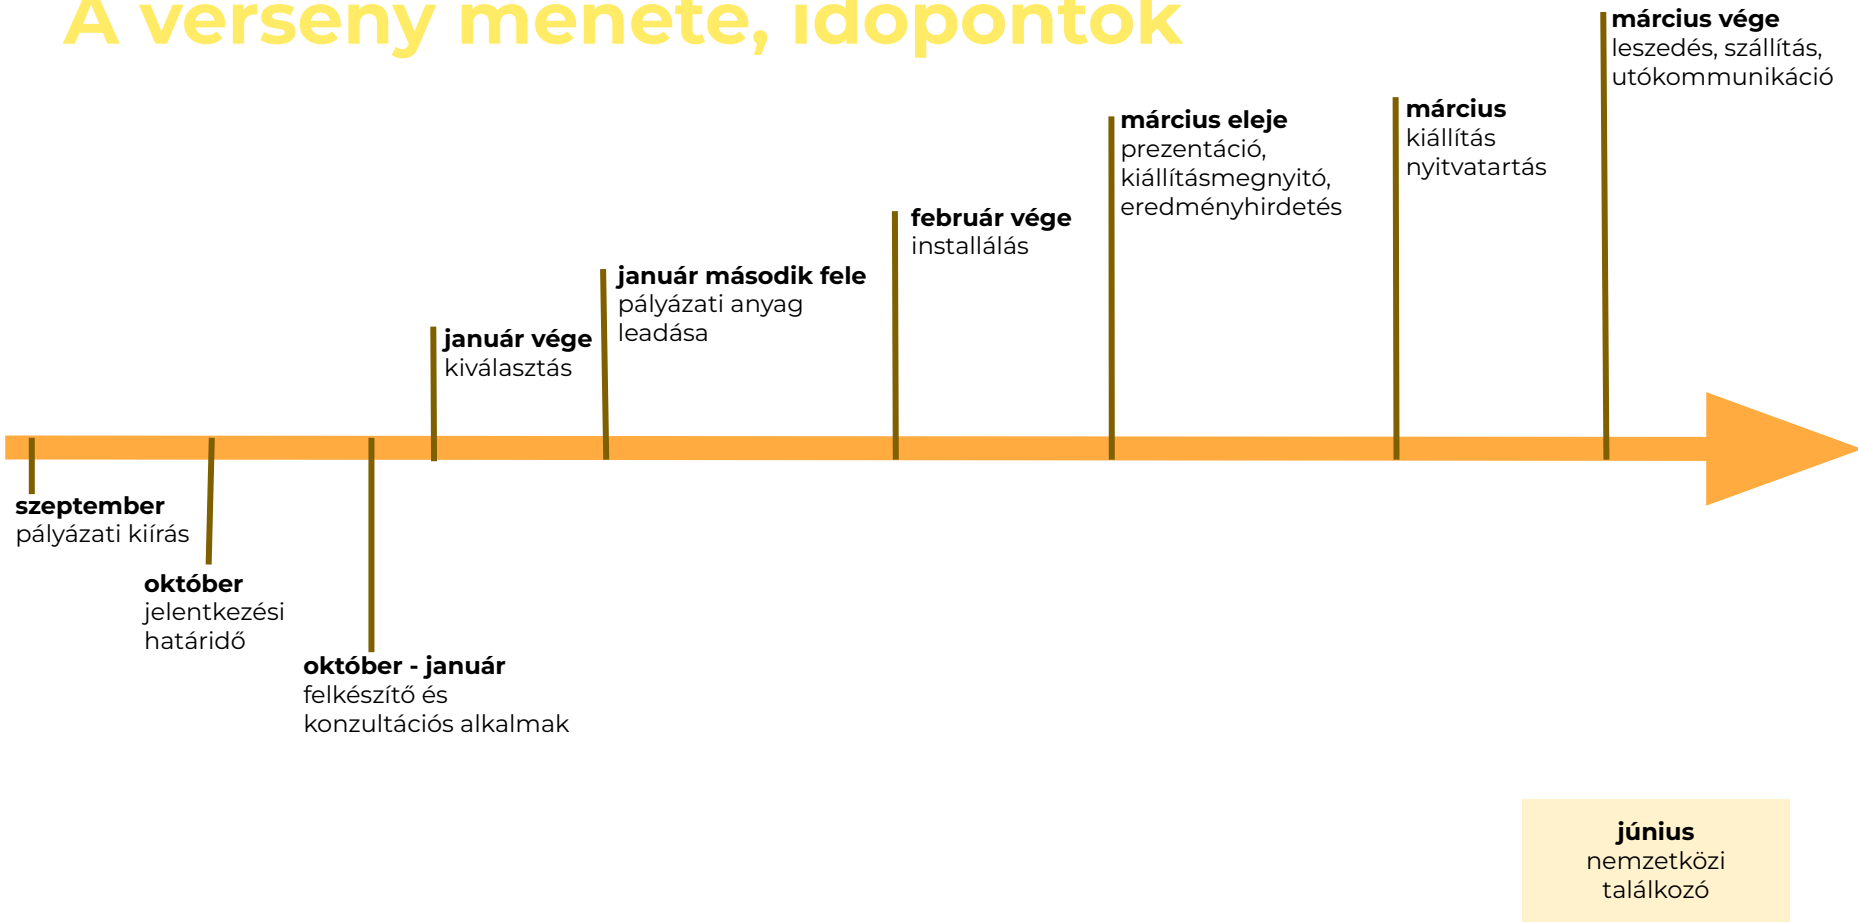 A verseny menete, időpontok
március vége
leszedés, szállítás,
utókommunikáció
március eleje
prezentáció,
kiállításmegnyitó,
eredményhirdetés
március
kiállítás
nyitvatartás
február vége
installálás
január második fele
pályázati anyag
leadása
január vége
kiválasztás
szeptember
pályázati kiírás
október
jelentkezési
határidő
október - január
felkészítő és
konzultációs alkalmak
június
nemzetközi
találkozó